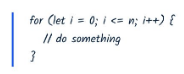 for (let i = 0; i <= n; i++) {
// do something
}